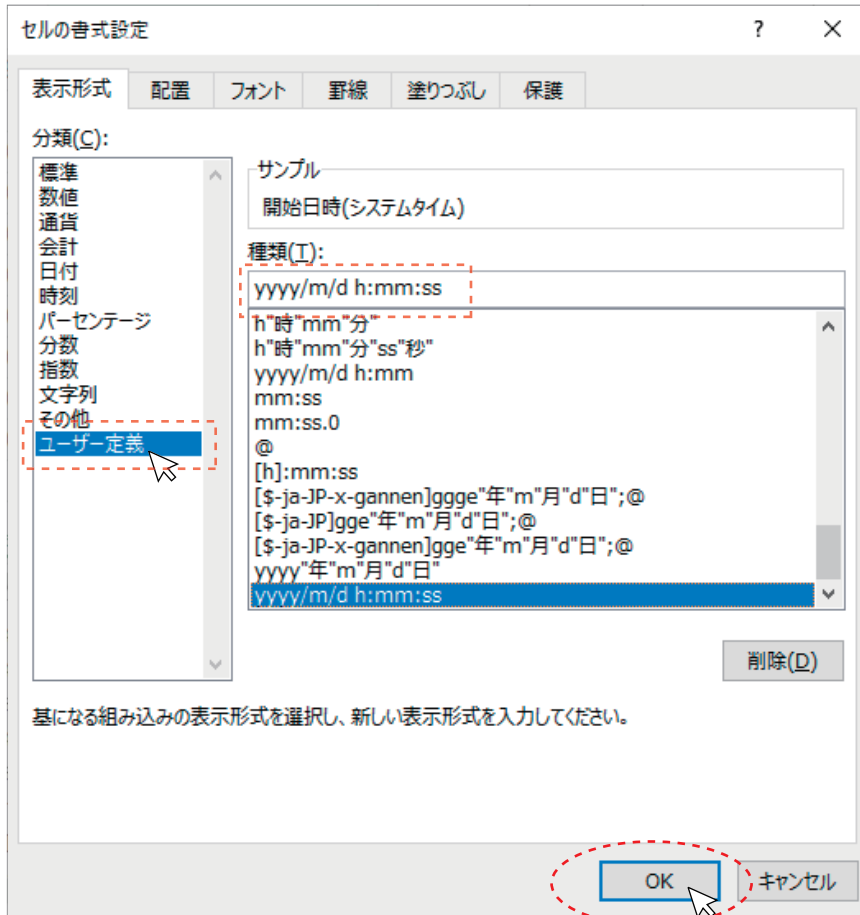 セルの書式設定
?
×
表示形式 配置 フォント 罫線 塗りつぶし 保護
分類(C):
標準
数値
通貨
会計
日付
時刻
パーセンテージ
分数
指数
文字列
その他
ユーザー定義
サンプル
開始日時(システムタイム)
種類(T):
yyyy/m/d h:mm:ss
h"時"mm"分"
h"時"mm"分"ss"秒"
yyyy/m/d h:mm
mm:ss
mm:ss.0
@
[h]:mm:ss
[$-ja-JP-x-gannen]ggge"年"m"月"d"日";@
[$-ja-JP]gge"年"m"月"d"日";@
[$-ja-JP-x-gannen]gge"年"m"月"d"日";@
yyyy"年"m"月"d"日"
yyyy/m/d h:mm:ss
削除(D)
基になる組み込みの表示形式を選択し、新しい表示形式を入力してください。
OK
キャンセル